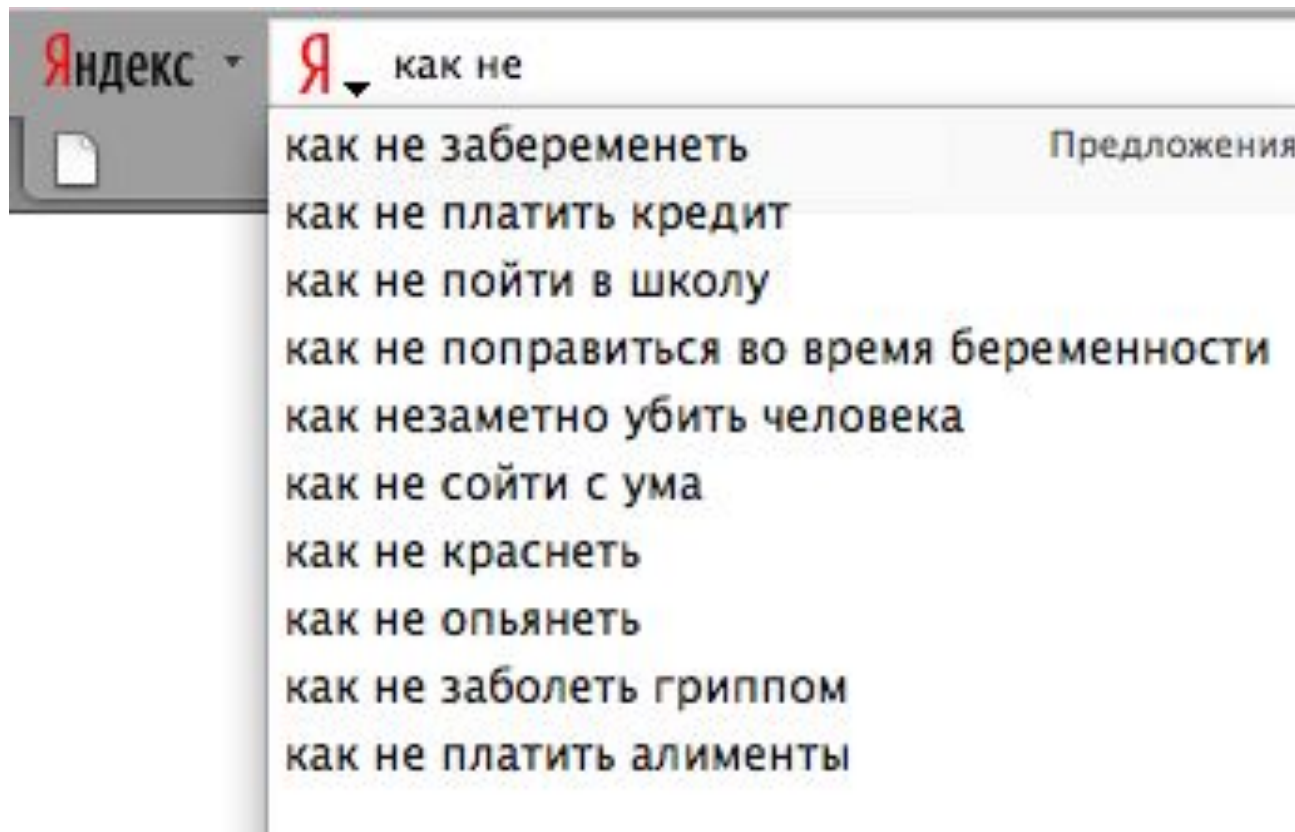 Яндекс Я как не
как не забеременеть Предложения
как не платить кредит
как не пойти в школу
как не поправиться во время беременности
как незаметно убить человека
как не сойти с ума
как не краснеть
как не опьянеть
как не заболеть гриппом
как не платить алименты